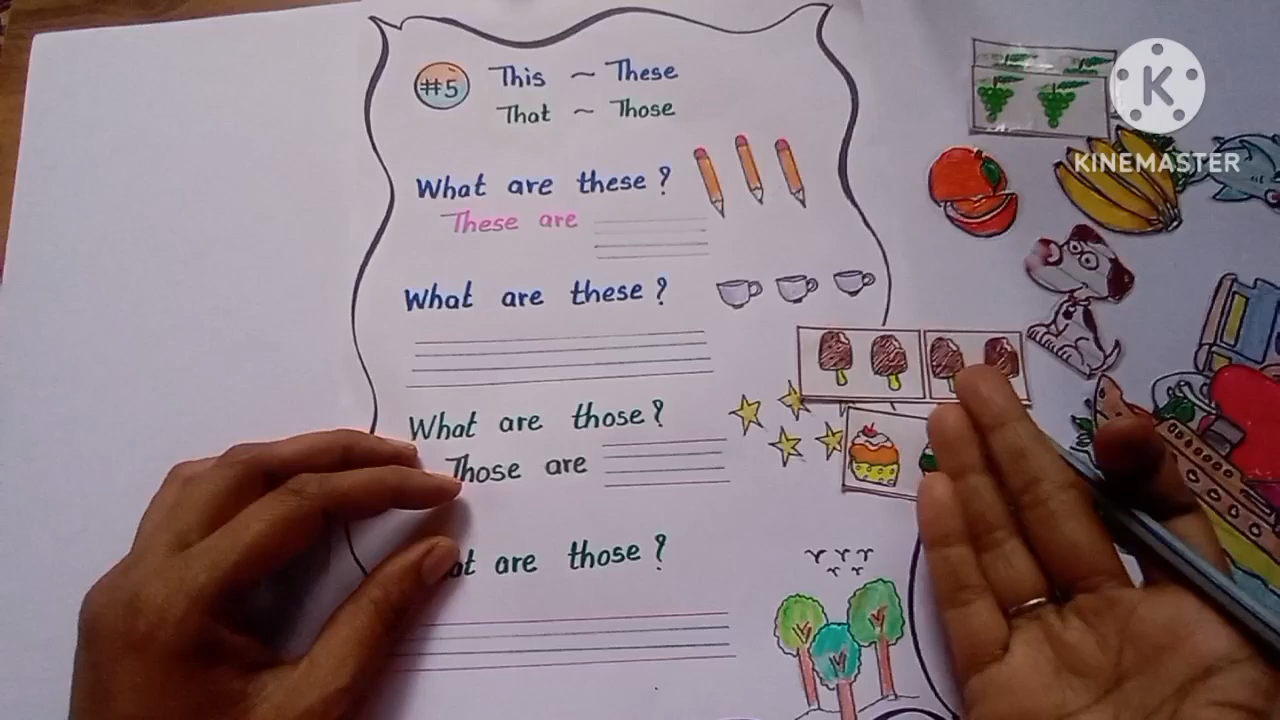 #5 This ~ These
That ~ Those
What are these?
These are
What are these?
What are those?
Those are
are those?
K
KINEMASTER